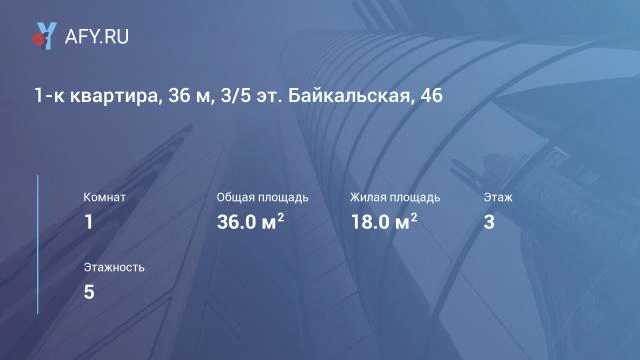 AFY.RU
1-к квартира, 36 м, 3/5 эт. Байкальская, 46
Комнат Общая площадь Жилая площадь Этаж
1 36.0 м² 18.0 м² 3
Этажность
5